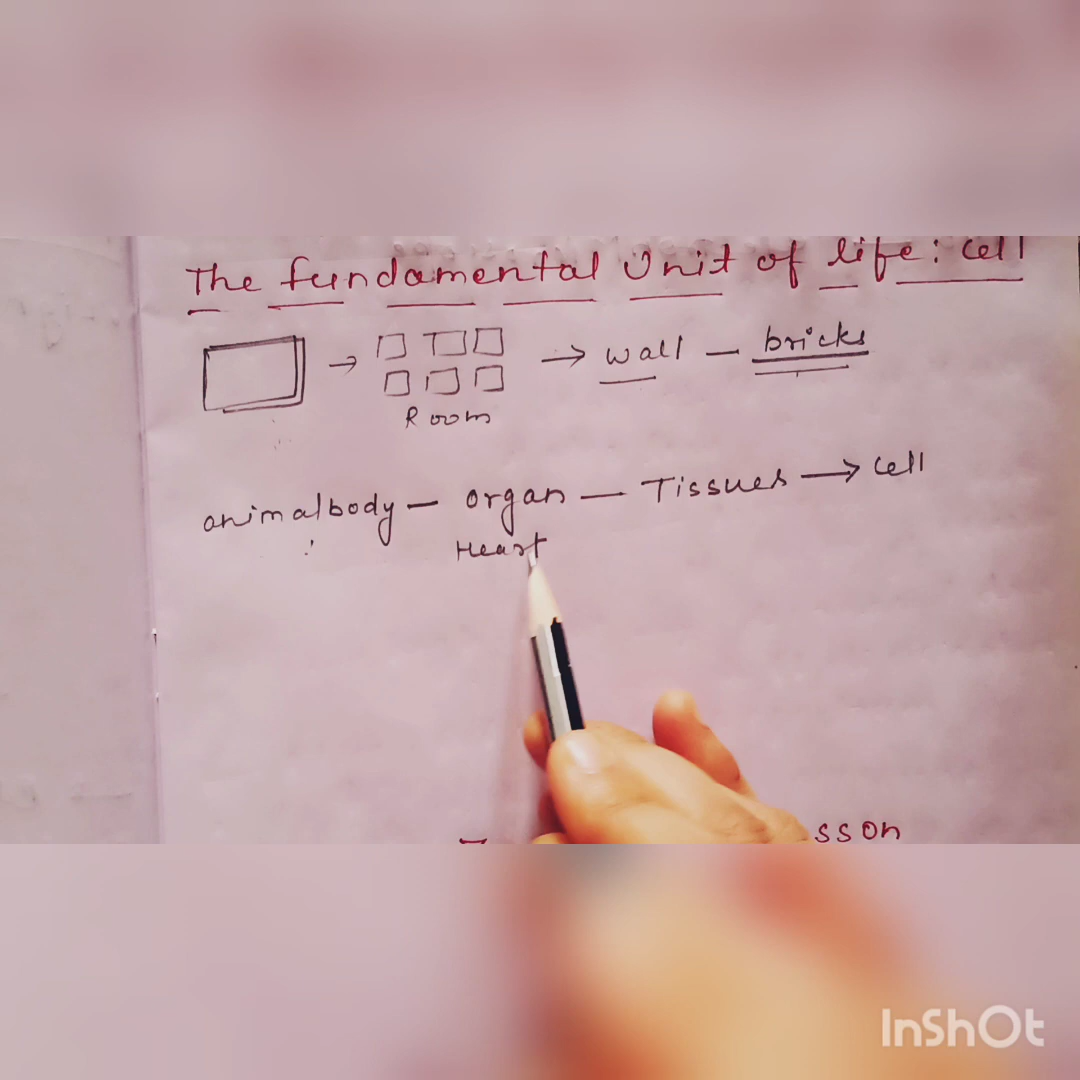 The fundamental Unit of life: cell
→ → wall — bricks
Room
animalbody — organ — Tissues → cell
Heart
sson
InShOt